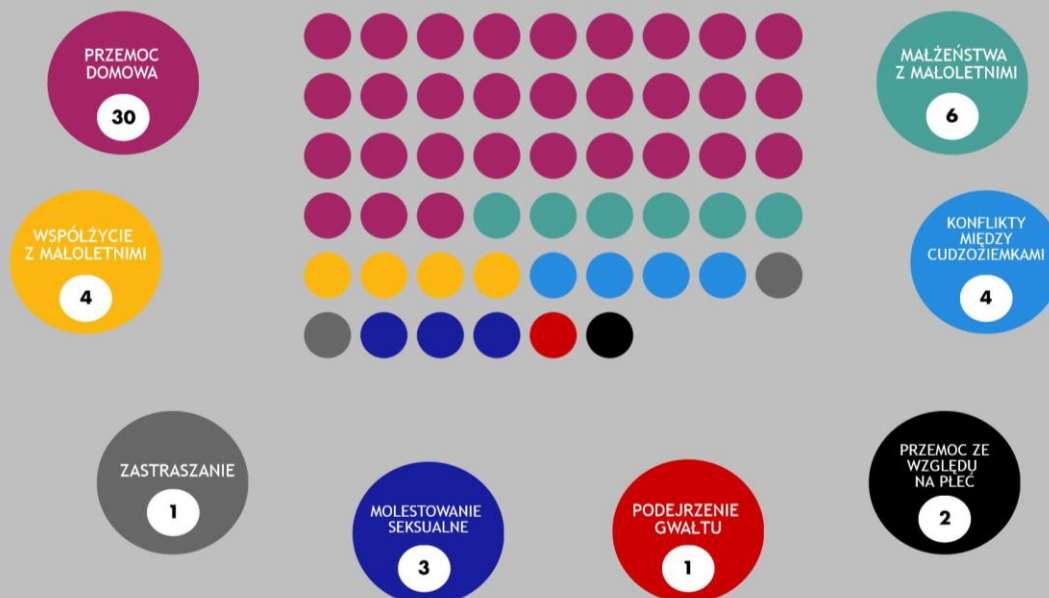 PRZEMOC
DOMOWA
30
MAŁŻEŃSTWA
Z MAŁOLETNIMI
6
WSPÓŁŻYCIE
Z MAŁOLETNIMI
4
KONFLIKTY
MIĘDZY
CUDZOZIEMKAMI
4
ZASTRASZANIE
1
MOLESTOWANIE
SEKSUALNE
3
PODEJRZENIE
GWAŁTU
1
PRZEMOC ZE
WZGLĘDU
NA PŁEĆ
2